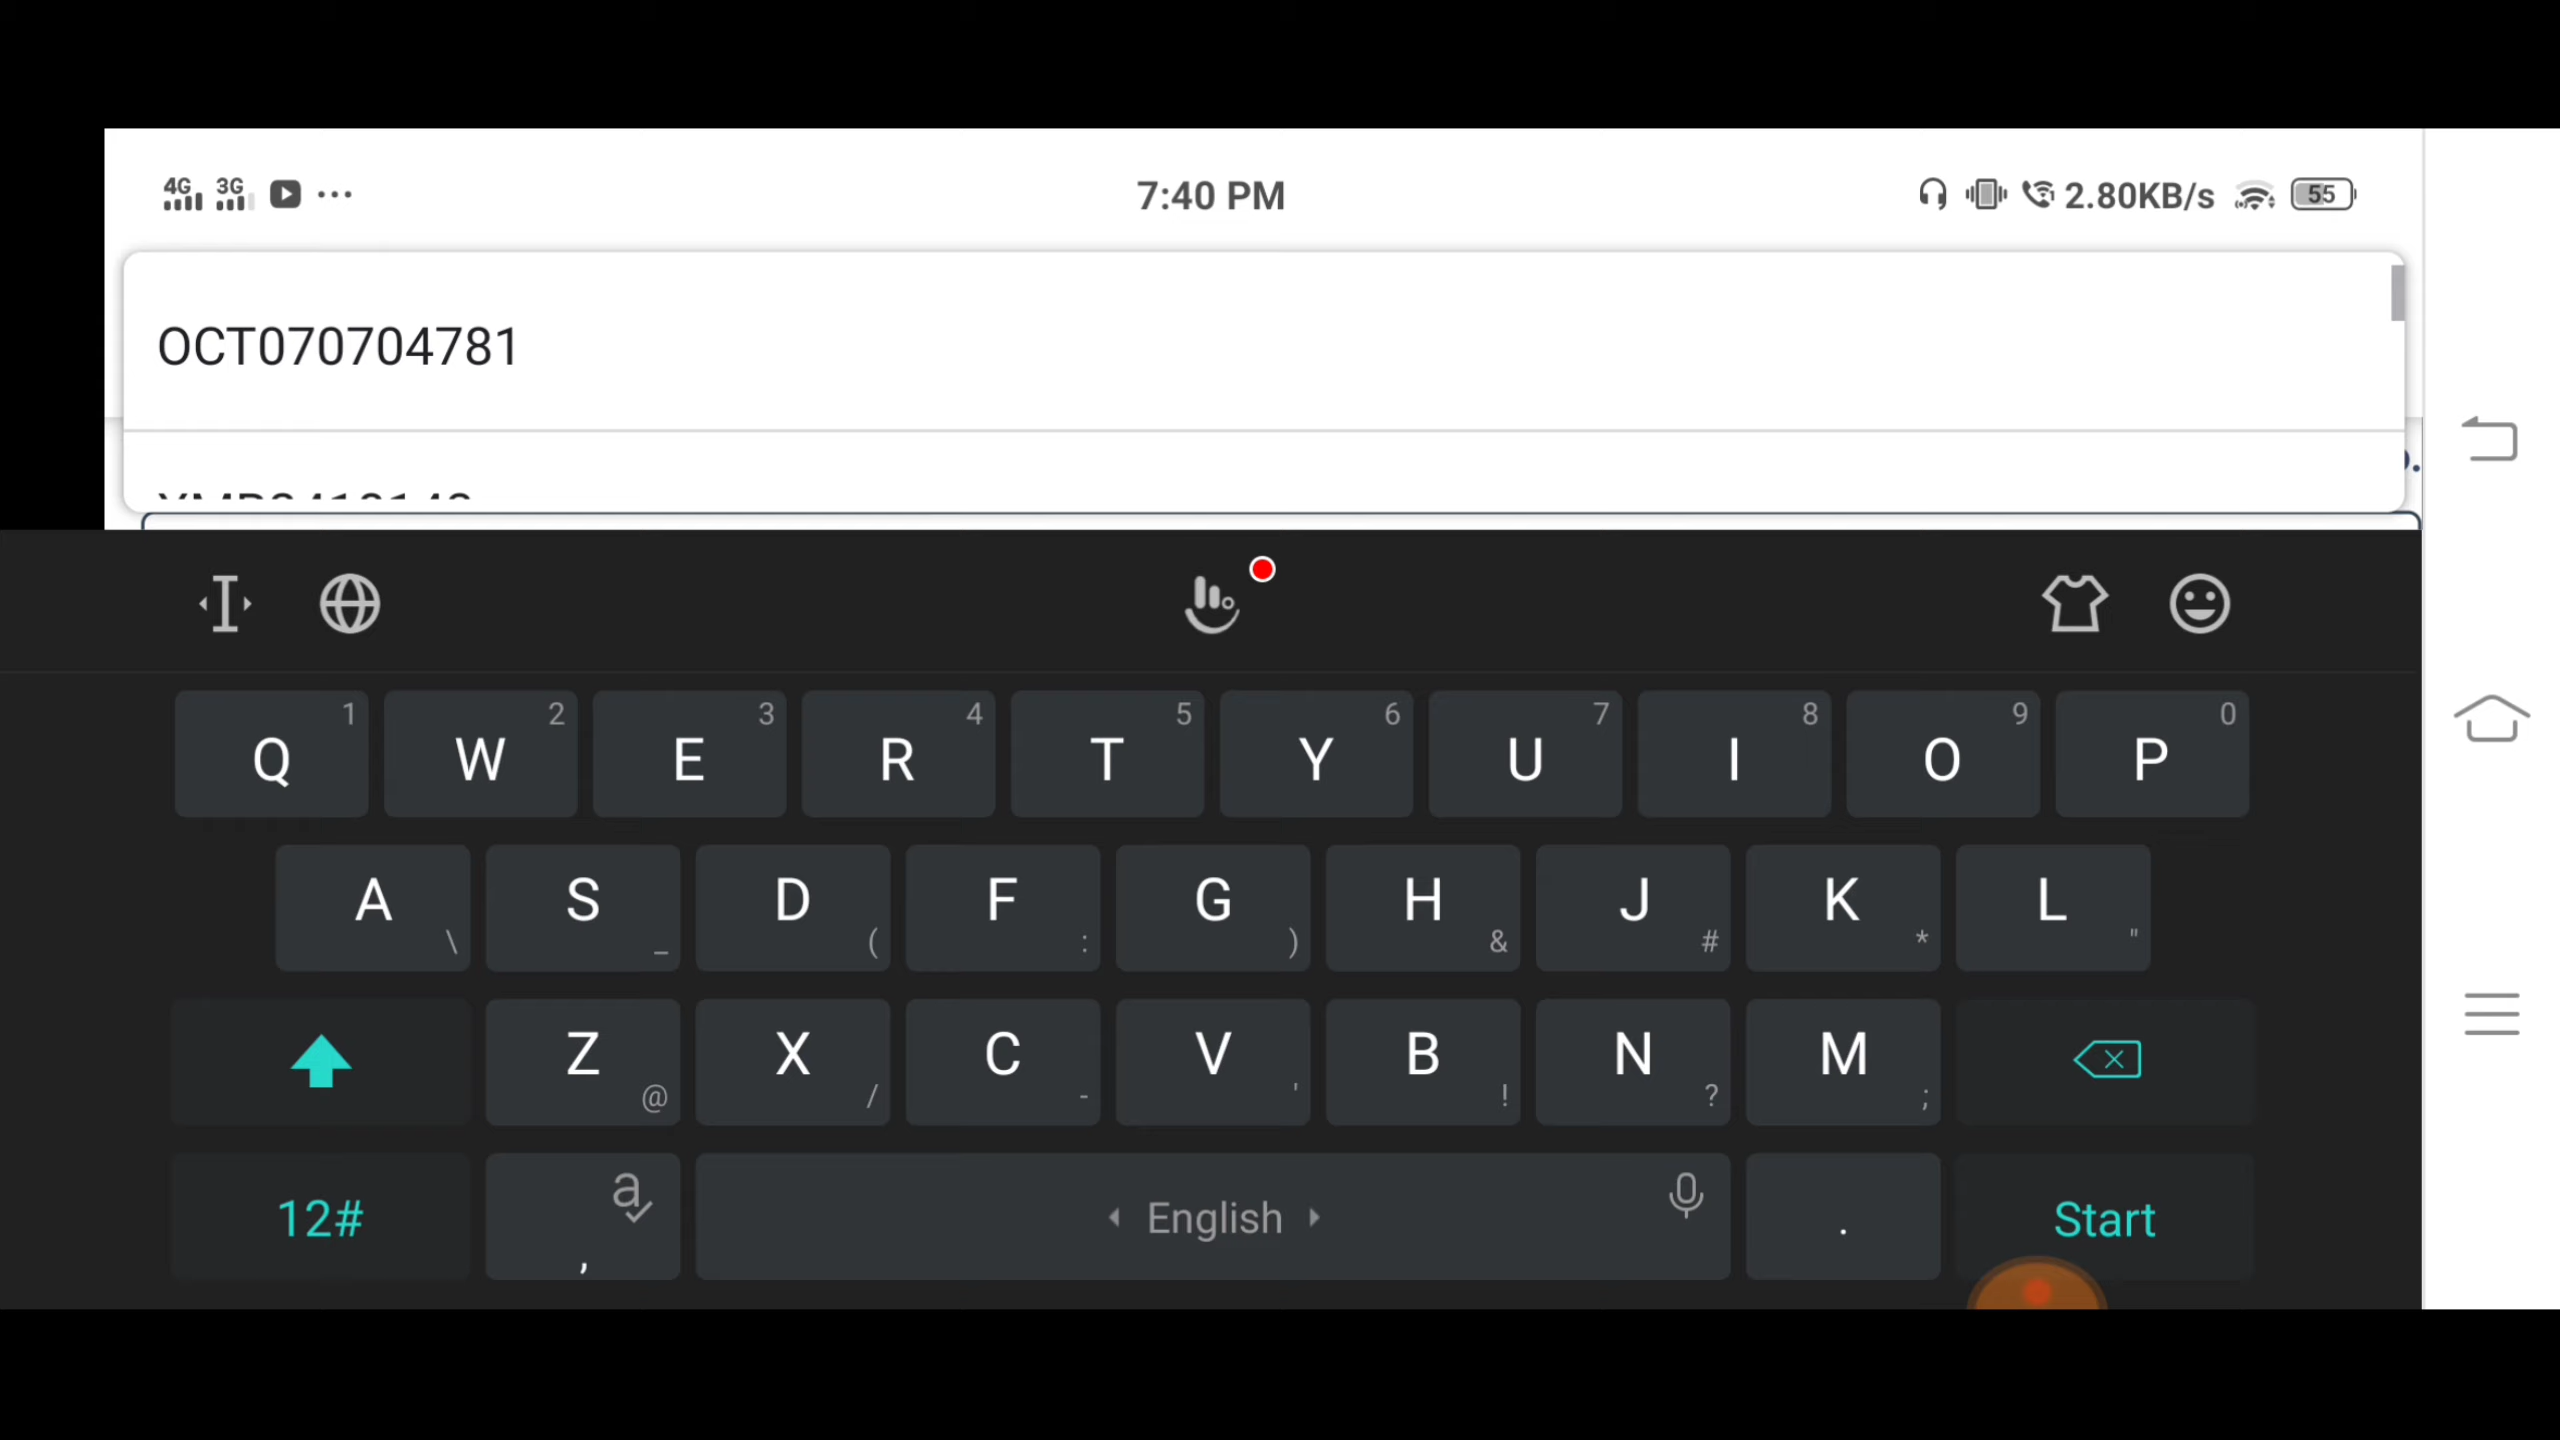 4G 3G ... 7:40 PM 2.80KB/s 55
OCT070704781
1 2 3 4 5 6 7 8 9 0
Q W E R T Y U I O P
A S D F G H J K L
\ _ ( : ) & # * "
Z X C V B N M
@ / - ' ! ? ;
12# , a English . Start